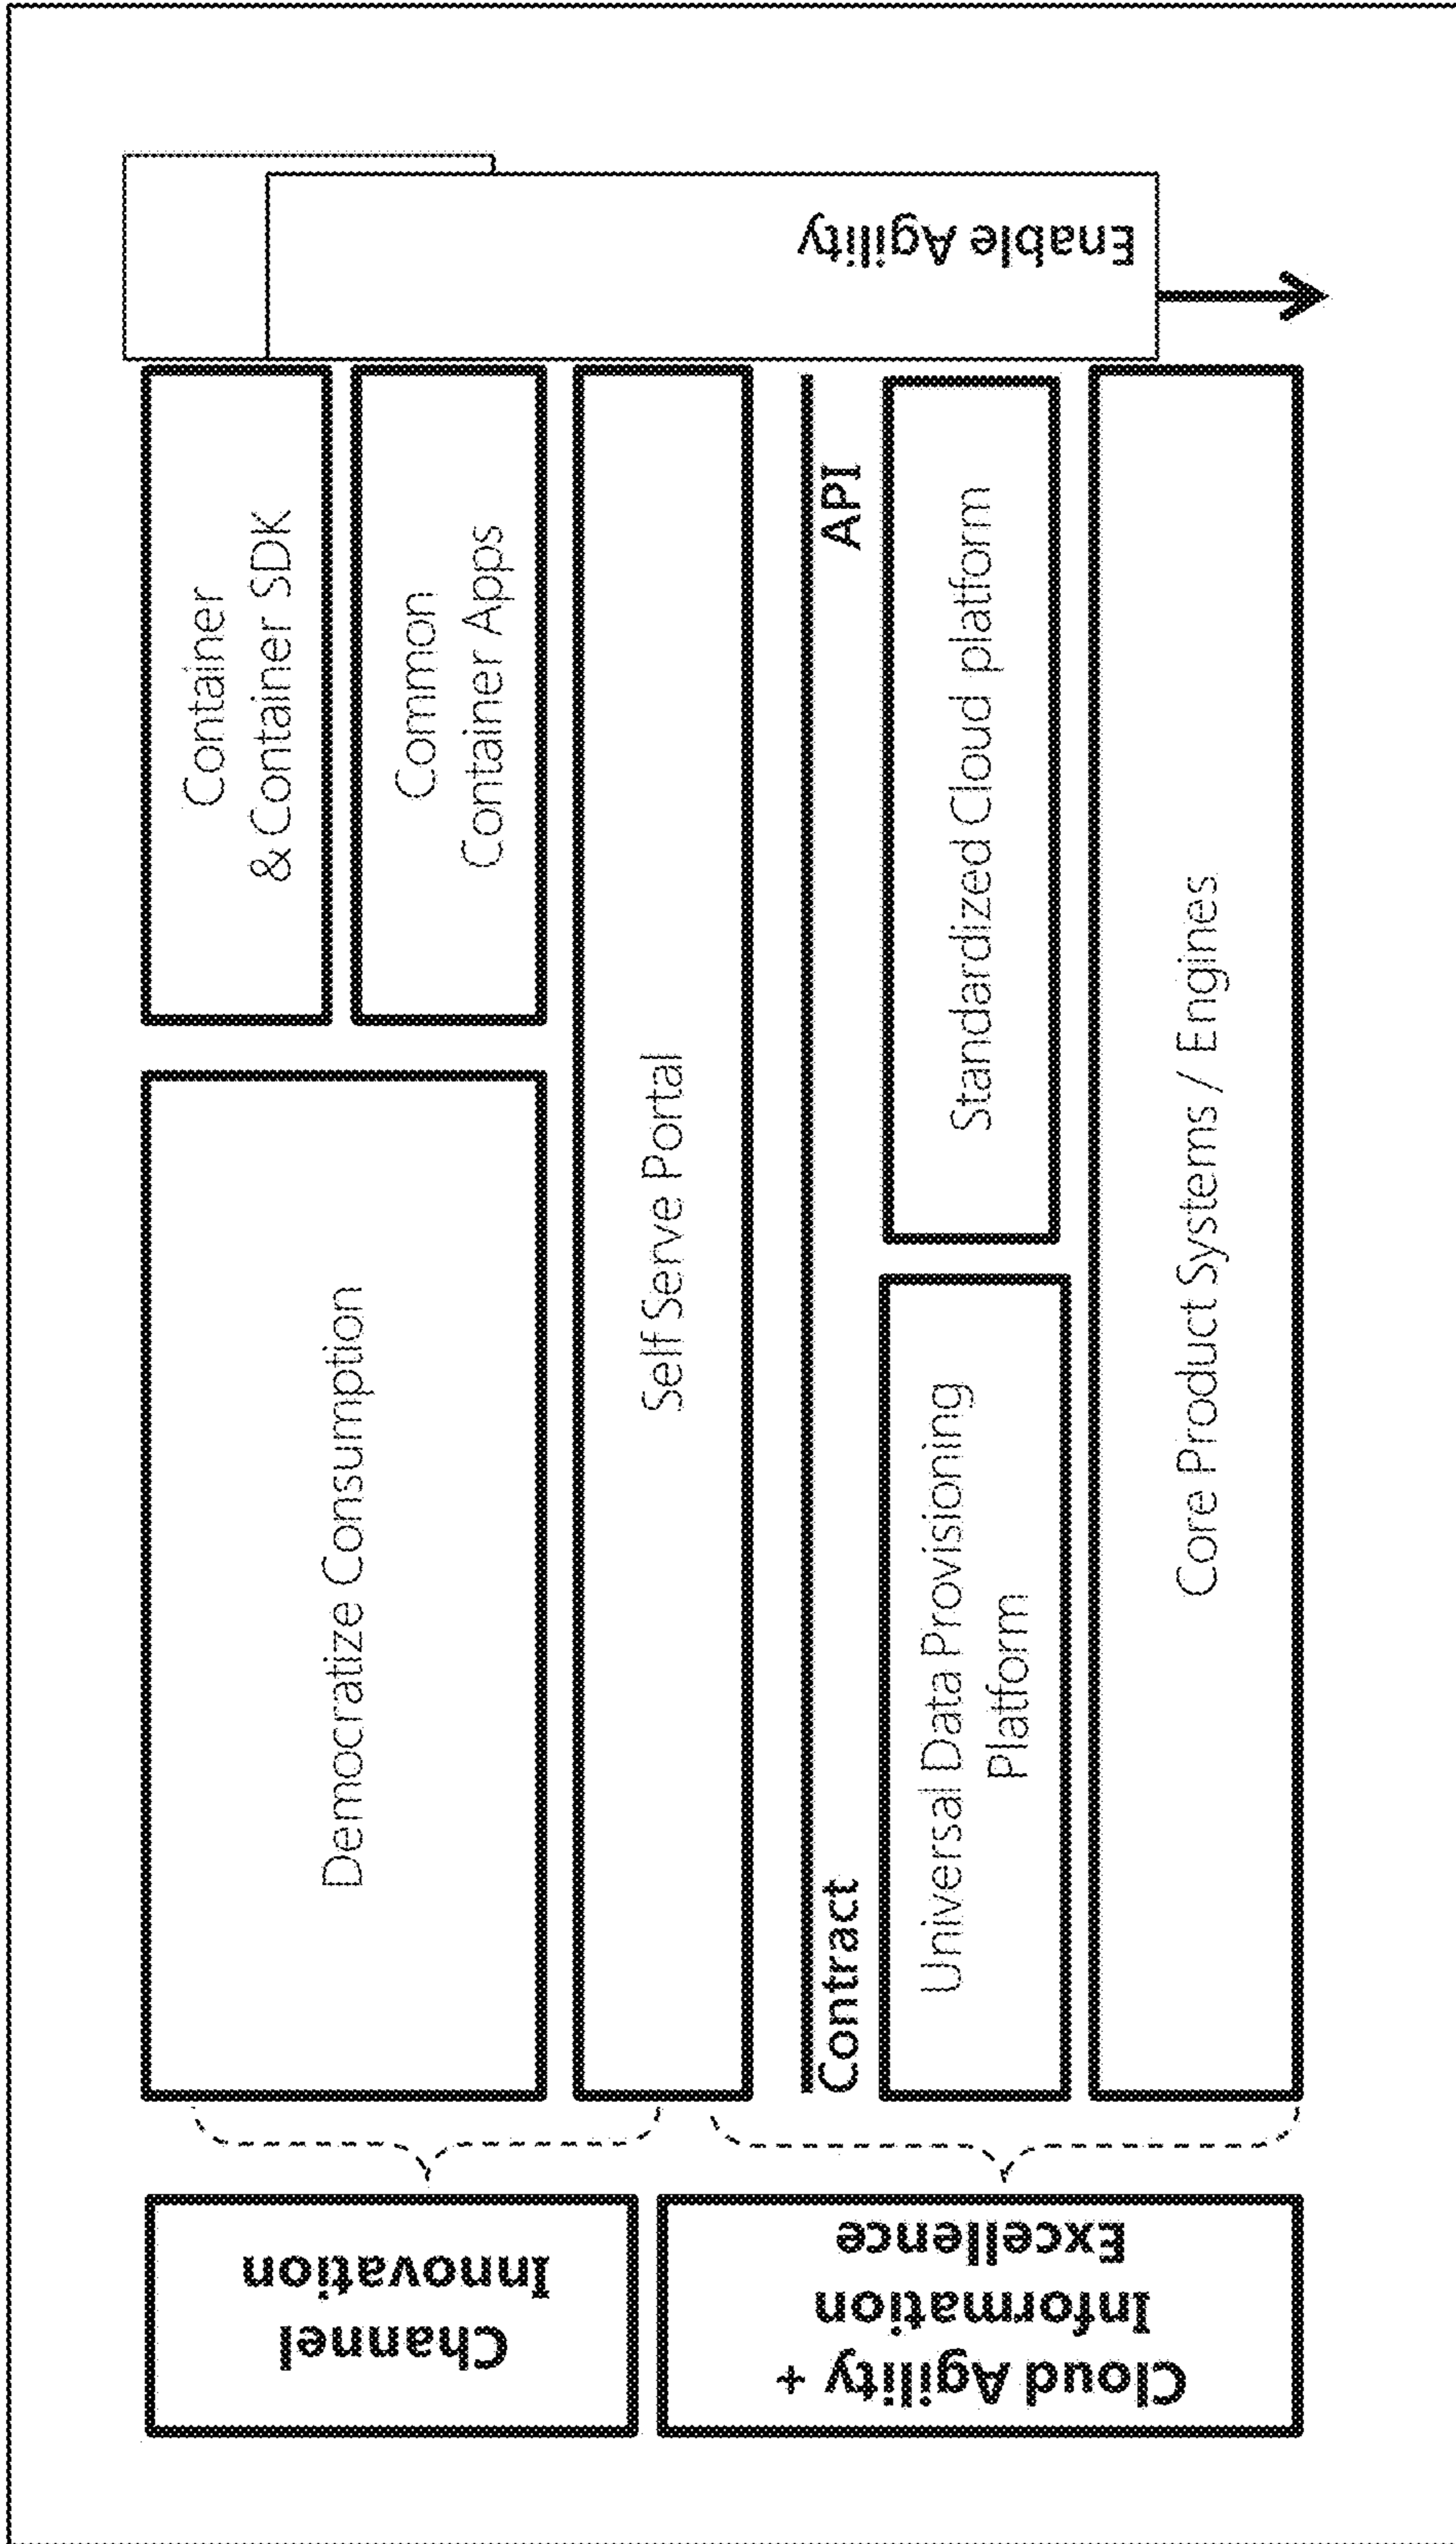 Channel
Innovation
Cloud Agility +
Information
Excellence
Democratize Consumption
Container
& Container SDK
Common
Container Apps
Self Serve Portal
Contract
API
Universal Data Provisioning
Platform
Standardized Cloud platform
Core Product Systems / Engines
Enable Agility